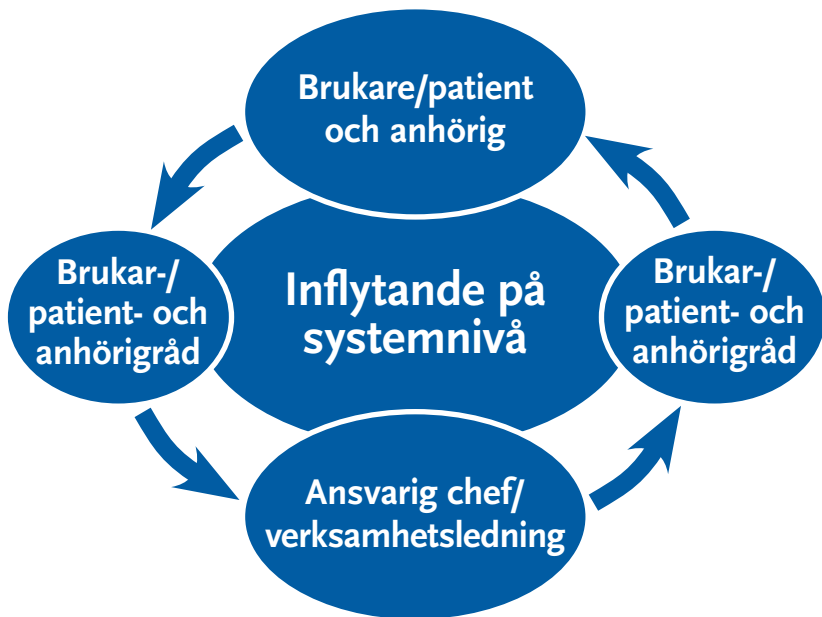 Brukare/patient
och anhörig
Brukar-/
patient- och
anhörigråd
Inflytande på
systemnivå
Brukar-/
patient- och
anhörigråd
Ansvarig chef/
verksamhetsledning